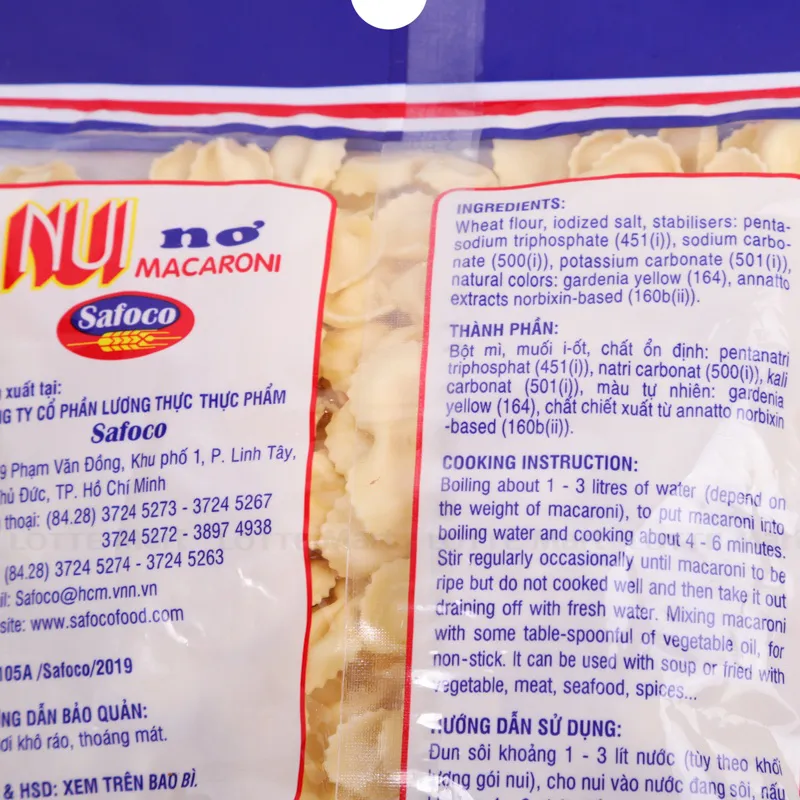 NUI nơ
MACARONI
Safoco
xuất tại:
TY CỔ PHẦN LƯƠNG THỰC THỰC PHẨM
Safoco
9 Phạm Văn Đồng, Khu phố 1, P. Linh Tây,
Đức, TP. Hồ Chí Minh
thoại: (84.28) 3724 5273 - 3724 5267
3724 5272 - 3897 4938
(84.28) 3724 5274 - 3724 5263
il: Safoco@hcm.vnn.vn
site: www.safocofood.com
105A /Safoco/2019
DẪN BẢO QUẢN:
ơi khô ráo, thoáng mát.
& HSD: XEM TRÊN BAO BÌ.
INGREDIENTS:
Wheat flour, iodized salt, stabilisers: penta-
sodium triphosphate (451(i)), sodium carbo-
nate (500(i)), potassium carbonate (501(i)),
natural colors: gardenia yellow (164), annatto
extracts norbixin-based (160b(ii)).
THÀNH PHẦN:
Bột mì, muối i-ốt, chất ổn định: pentanatri
triphosphat (451(i)), natri carbonat (500(i)), kali
carbonat (501(i)), màu tự nhiên: gardenia
yellow (164), chất chiết xuất từ annatto norbixin
-based (160b(ii)).
COOKING INSTRUCTION:
Boiling about 1 - 3 litres of water (depend on
the weight of macaroni), to put macaroni into
boiling water and cooking about 4 - 6 minutes.
Stir regularly occasionally until macaroni to be
ripe but do not cooked well and then take it out
draining off with fresh water. Mixing macaroni
with some table-spoonful of vegetable oil, for
non-stick. It can be used with soup or fried with
vegetable, meat, seafood, spices...
HƯỚNG DẪN SỬ DỤNG:
Đun sôi khoảng 1 - 3 lít nước (tùy theo khối
lượng gói nui), cho nui vào nước đang sôi, nấu